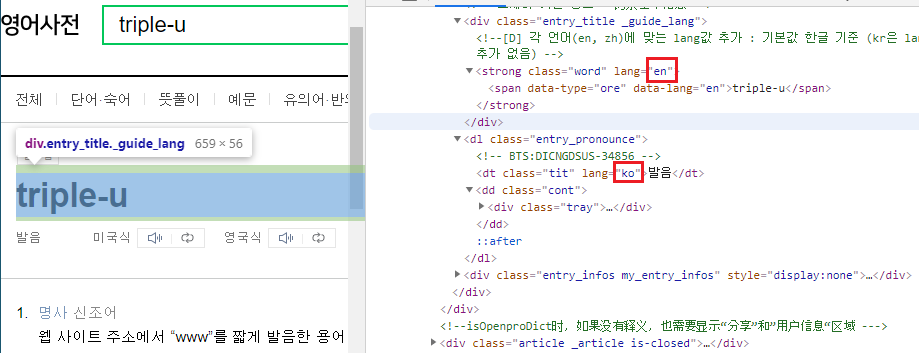 영어사전
triple-u
전체
단어·숙어
뜻풀이
예문
유의어·반의
div.entry_title._guide_lang 659 × 56
triple-u
발음 미국식 영국식
1. 명사 신조어
웹 사이트 주소에서 “www”를 짧게 발음한 용어
<div class="entry_title _guide_lang">
<!--[D] 각 언어(en, zh)에 맞는 lang값 추가 : 기본값 한글 기준 (kr은 lan
추가 없음) -->
<strong class="word" lang="en">
<span data-type="ore" data-lang="en">triple-u</span>
</strong>
</div>
<dl class="entry_pronounce">
<!-- BTS:DICNGDSUS-34856 -->
<dt class="tit" lang="ko">발음</dt>
<dd class="cont">
<div class="tray">…</div>
</dd>
::after
</dl>
<div class="entry_infos my_entry_infos" style="display:none">…</div>
</div>
</div>
<!--isOpenproDict时，如果没有释义，也需要显示“分享”和”用户信息“区域 --->
<div class="article _article is-closed">…</div>